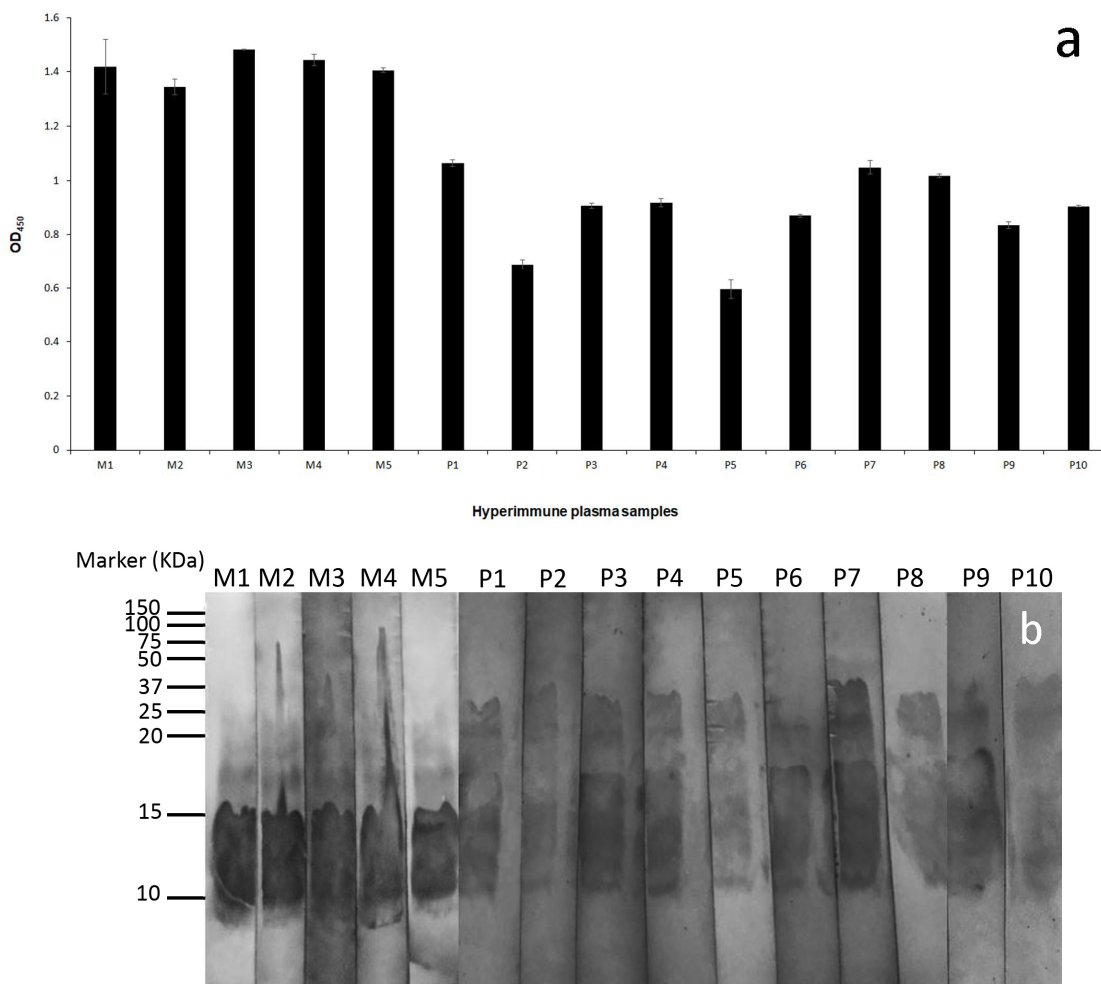 a
1.6
1.4
1.2
1
0.8
0.6
0.4
0.2
0
OD450
M1 M2 M3 M4 M5 P1 P2 P3 P4 P5 P6 P7 P8 P9 P10
Hyperimmune plasma samples
Marker (KDa)
M1 M2 M3 M4 M5 P1 P2 P3 P4 P5 P6 P7 P8 P9 P10
b
150
100
75
50
37
25
20
15
10